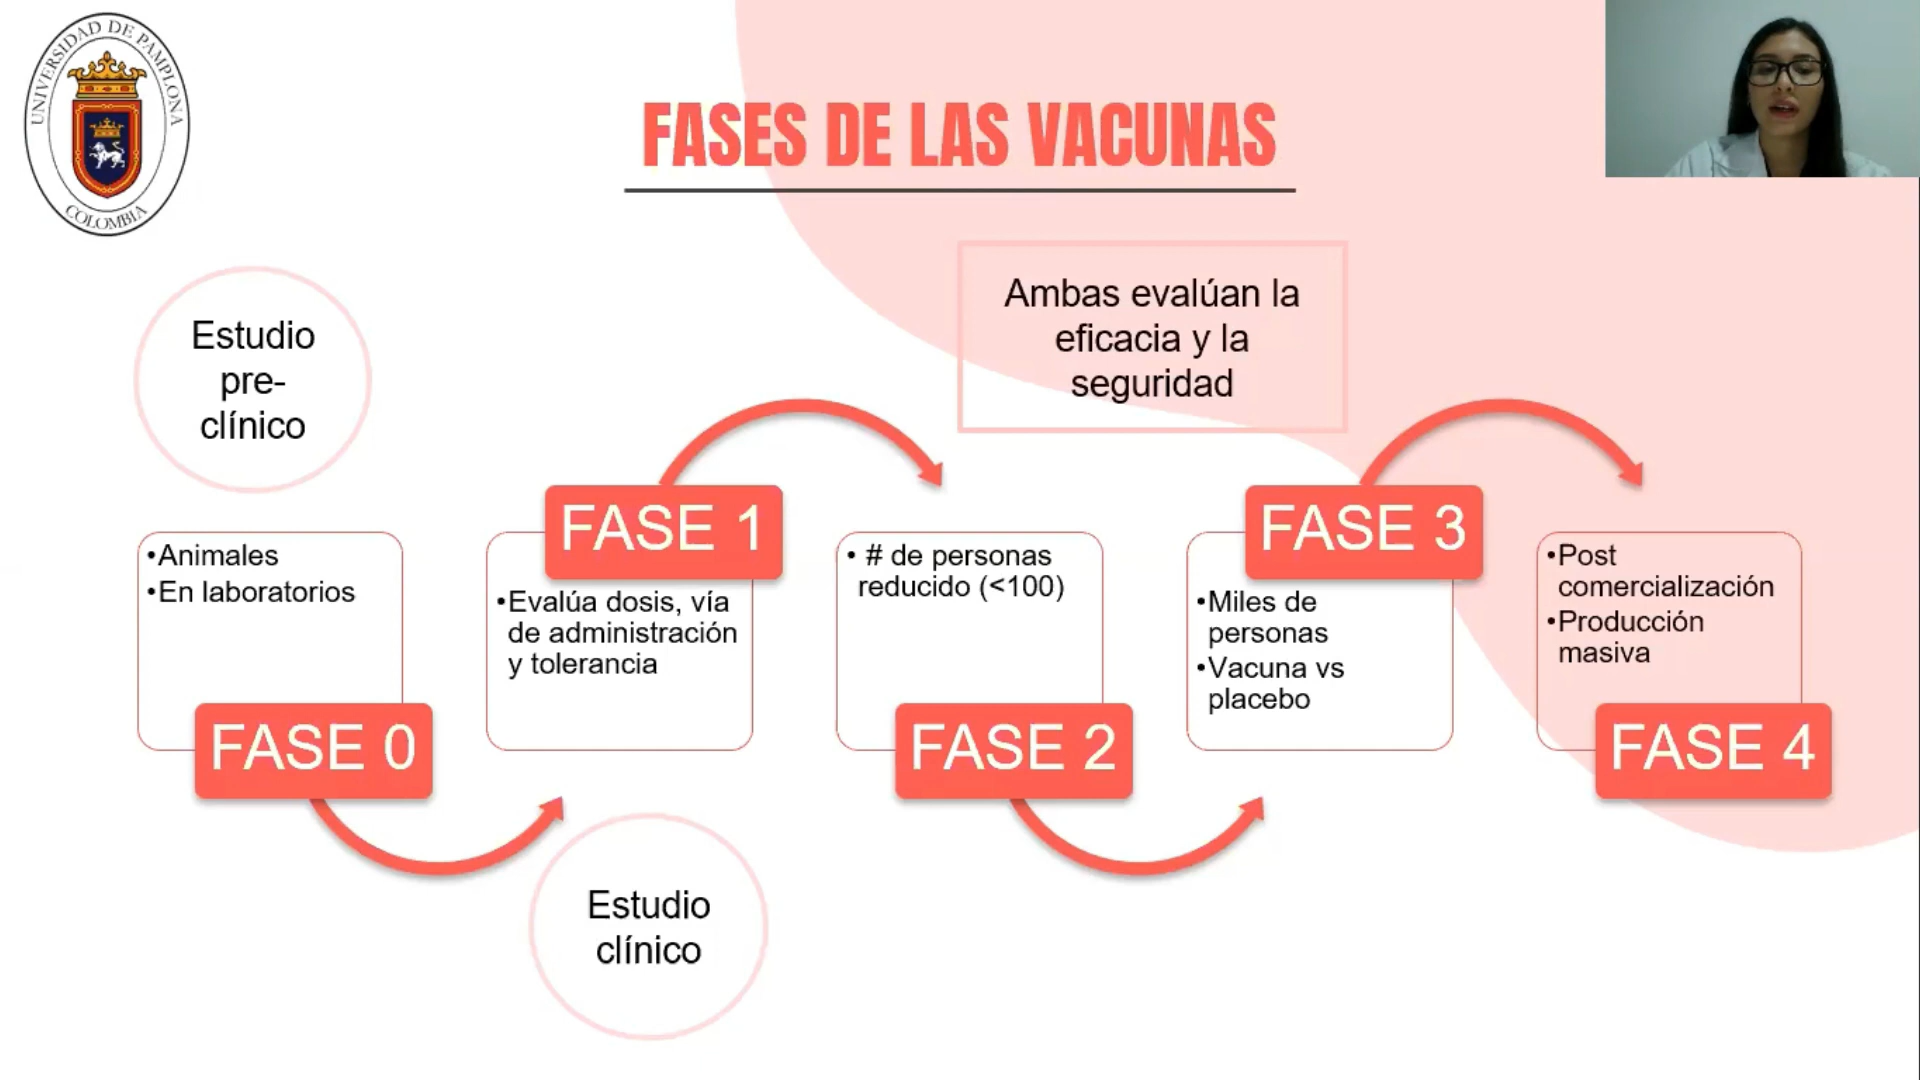 UNIVERSIDAD DE PAMPLONA
COLOMBIA
FASES DE LAS VACUNAS
Estudio
pre-
clínico
Ambas evalúan la
eficacia y la
seguridad
•Animales
•En laboratorios
FASE 0
FASE 1
•Evalúa dosis, vía
de administración
y tolerancia
Estudio
clínico
• # de personas
reducido (<100)
FASE 2
FASE 3
•Miles de
personas
•Vacuna vs
placebo
•Post
comercialización
•Producción
masiva
FASE 4